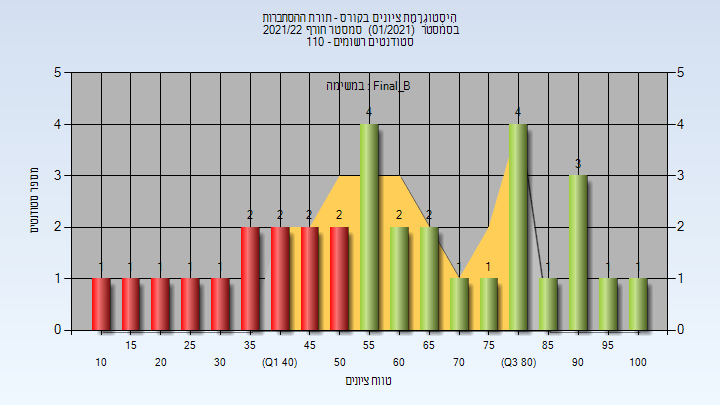 היסטוגרמת ציונים בקורס - תורת ההסתברות
בסמסטר (01/2021) סמסטר חורף 2021/22
סטודנטים רשומים - 110
במשימה : Final_B
מספר סטודנטים
5 5
4 4
3 3
2 2
1 1
0 0
1 1 1 1 1 2 2 2 2 4 2 2 1 1 4 1 3 1 1
15 25 35 45 55 65 75 85 95
10 20 30 (Q1 40) 50 60 70 (Q3 80) 90 100
טווח ציונים